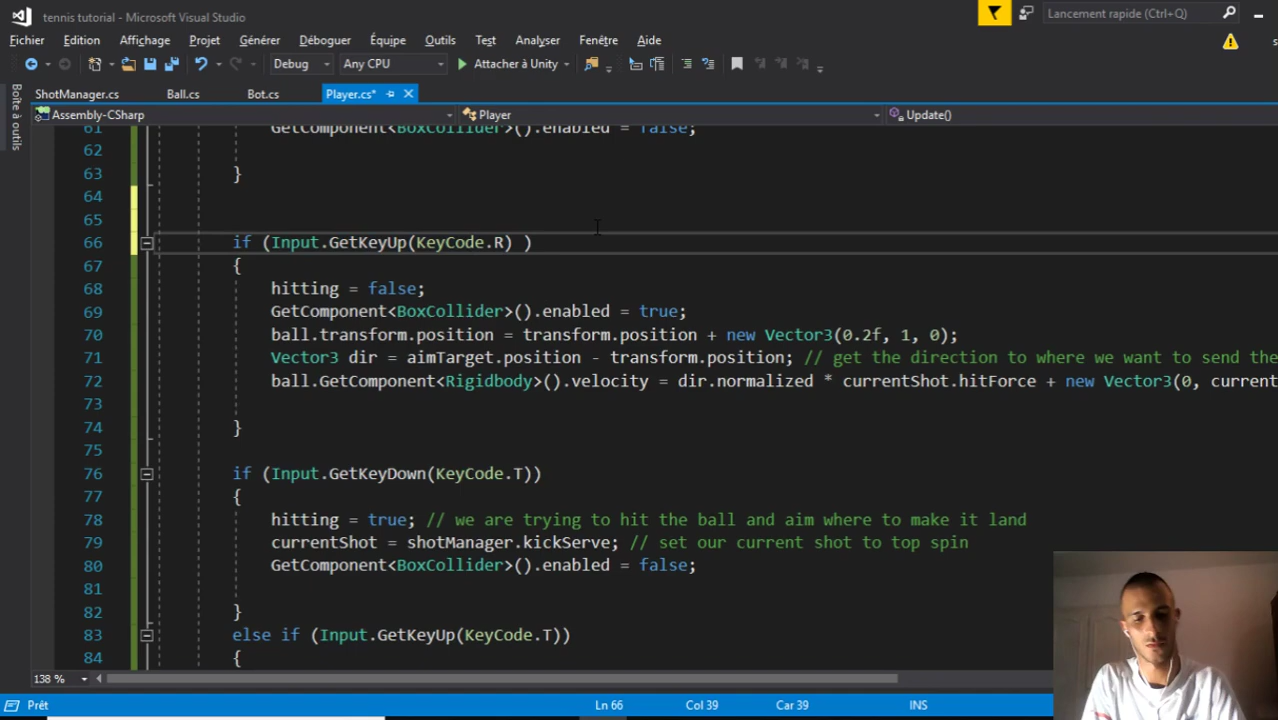 tennis tutorial - Microsoft Visual Studio
Lancement rapide (Ctrl+Q)
Fichier Edition Affichage Projet Générer Déboguer Équipe Outils Test Analyser Fenêtre Aide
Debug Any CPU Attacher à Unity
ShotManager.cs Ball.cs Bot.cs Player.cs*
Boîte à outils
Assembly-CSharp Player Update()
61 GetComponent<BoxCollider>().enabled = false;
62
63 }
64
65
66 if (Input.GetKeyUp(KeyCode.R) )
67 {
68 hitting = false;
69 GetComponent<BoxCollider>().enabled = true;
70 ball.transform.position = transform.position + new Vector3(0.2f, 1, 0);
71 Vector3 dir = aimTarget.position - transform.position; // get the direction to where we want to send the
72 ball.GetComponent<Rigidbody>().velocity = dir.normalized * currentShot.hitForce + new Vector3(0, current
73
74 }
75
76 if (Input.GetKeyDown(KeyCode.T))
77 {
78 hitting = true; // we are trying to hit the ball and aim where to make it land
79 currentShot = shotManager.kickServe; // set our current shot to top spin
80 GetComponent<BoxCollider>().enabled = false;
81
82 }
83 else if (Input.GetKeyUp(KeyCode.T))
84 {
138 %
Prêt Ln 66 Col 39 Car 39 INS